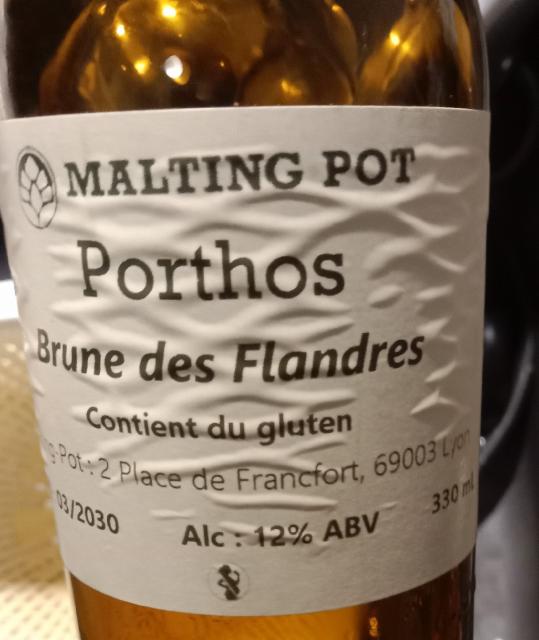 MALTING POT
Porthos
Brune des Flandres
Contient du gluten
g-Pot : 2 Place de Francfort, 69003 Lyon
03/2030
Alc : 12% ABV
330 mL